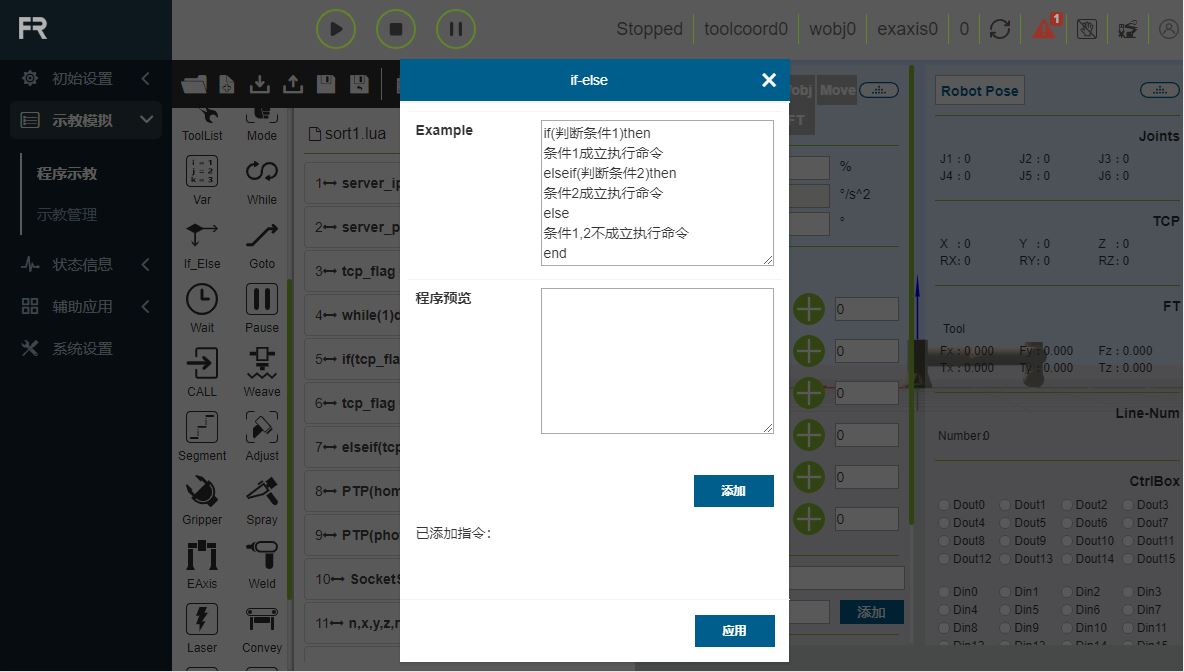 FR
Stopped
toolcoord0
wobj0
exaxis0
0
1
初始设置
示教模拟
程序示教
示教管理
状态信息
辅助应用
系统设置
ToolList
Mode
Var
While
If_Else
Goto
Wait
Pause
CALL
Weave
Segment
Adjust
Gripper
Spray
EAxis
Weld
Laser
Convey
sort1.lua
1 server_ip
2 server_p
3 tcp_flag
4 while(1)d
5 if(tcp_fla
6 tcp_flag
7 elseif(tcp
8 PTP(hom
9 PTP(pho
10 SocketS
11 n,x,y,z,r
if-else
Example
if(判断条件1)then
条件1成立执行命令
elseif(判断条件2)then
条件2成立执行命令
else
条件1,2不成立执行命令
end
程序预览
添加
已添加指令：
应用
obj
Move
FT
%
°/s^2
°
0
0
0
0
0
0
添加
Robot Pose
Joints
J1 : 0 J2 : 0 J3 : 0
J4 : 0 J5 : 0 J6 : 0
TCP
X : 0 Y : 0 Z : 0
RX: 0 RY: 0 RZ: 0
FT
Tool
Fx : 0.000 Fy : 0.000 Fz : 0.000
Tx : 0.000 Ty : 0.000 Tz : 0.000
Line-Num
Number:0
CtrlBox
Dout0 Dout1 Dout2 Dout3
Dout4 Dout5 Dout6 Dout7
Dout8 Dout9 Dout10 Dout11
Dout12 Dout13 Dout14 Dout15
Din0 Din1 Din2 Din3
Din4 Din5 Din6 Din7
Din8 Din9 Din10 Din11
Din12 Din13 Din14 Din15